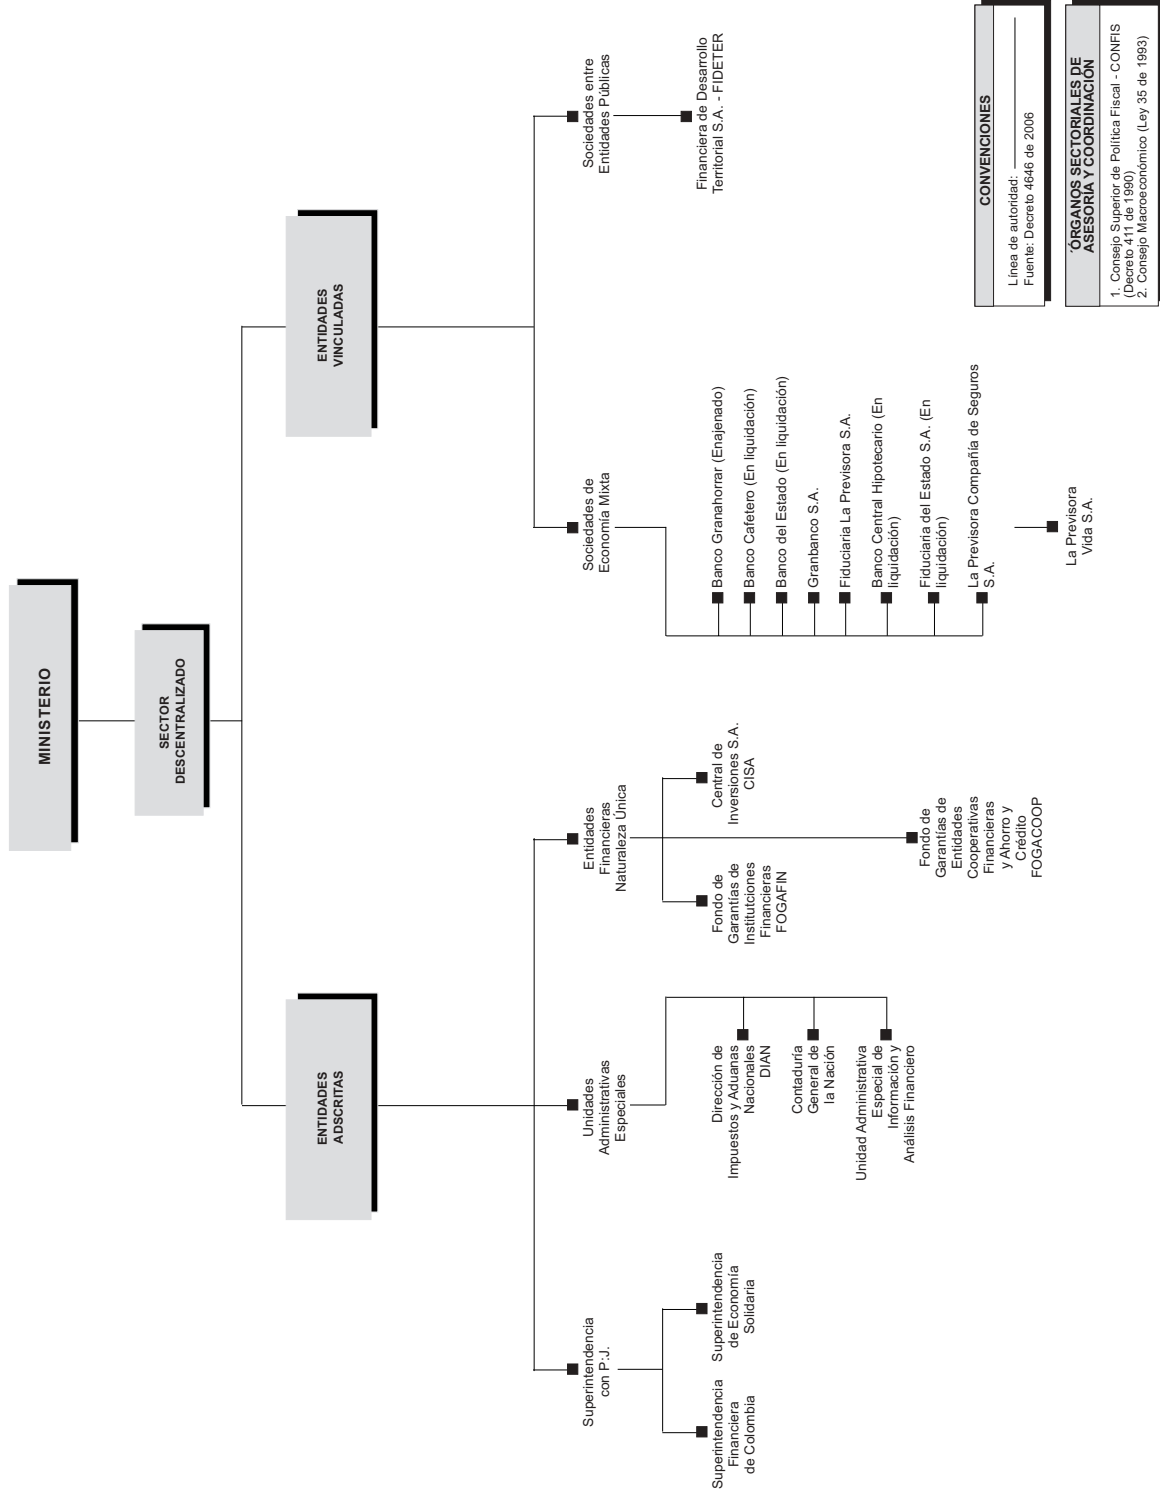 MINISTERIO
SECTOR
DESCENTRALIZADO
ENTIDADES
ADSCRITAS
ENTIDADES
VINCULADAS
Superintendencia
con P:J.
Superintendencia
Financiera
de Colombia
Superintendencia
de Economía
Solidaria
Unidades
Administrativas
Especiales
Dirección de
Impuestos y Aduanas
Nacionales
DIAN
Contaduría
General de
la Nación
Unidad Administrativa
Especial de
Información y
Análisis Financiero
Entidades
Financieras
Naturaleza Única
Fondo de
Garantías de
Institutciones
Financieras
FOGAFIN
Central de
Inversiones S.A.
CISA
Fondo de
Garantías de
Entidades
Cooperativas
Financieras
y Ahorro y
Crédito
FOGACOOP
Sociedades de
Economía Mixta
Banco Granahorrar (Enajenado)
Banco Cafetero (En liquidación)
Banco del Estado (En liquidación)
Granbanco S.A.
Fiduciaria La Previsora S.A.
Banco Central Hipotecario (En
liquidación)
Fiduciaria del Estado S.A. (En
liquidación)
La Previsora Compañía de Seguros
S.A.
La Previsora
Vida S.A.
Sociedades entre
Entidades Públicas
Financiera de Desarrollo
Territorial S.A. - FIDETER
CONVENCIONES
Línea de autoridad:
Fuente: Decreto 4646 de 2006
´ÓRGANOS SECTORIALES DE
ASESORÍA Y COORDINACIÓN
1. Consejo Superior de Política Fiscal - CONFIS
(Decreto 411 de 1990)
2. Consejo Macroeconómico (Ley 35 de 1993)